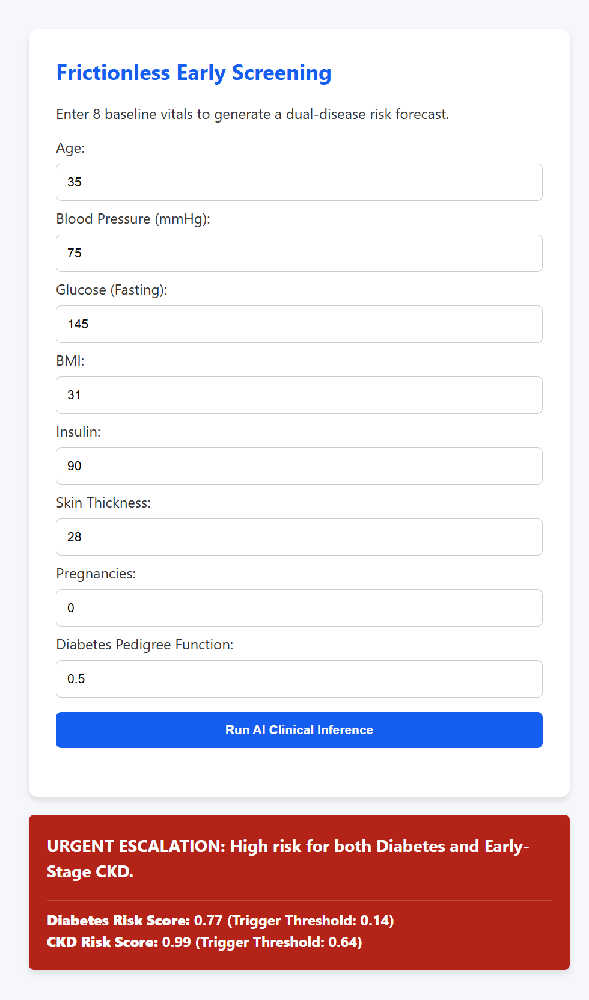 Frictionless Early Screening
Enter 8 baseline vitals to generate a dual-disease risk forecast.
Age:
35
Blood Pressure (mmHg):
75
Glucose (Fasting):
145
BMI:
31
Insulin:
90
Skin Thickness:
28
Pregnancies:
0
Diabetes Pedigree Function:
0.5
Run AI Clinical Inference
URGENT ESCALATION: High risk for both Diabetes and Early-
Stage CKD.
Diabetes Risk Score: 0.77 (Trigger Threshold: 0.14)
CKD Risk Score: 0.99 (Trigger Threshold: 0.64)